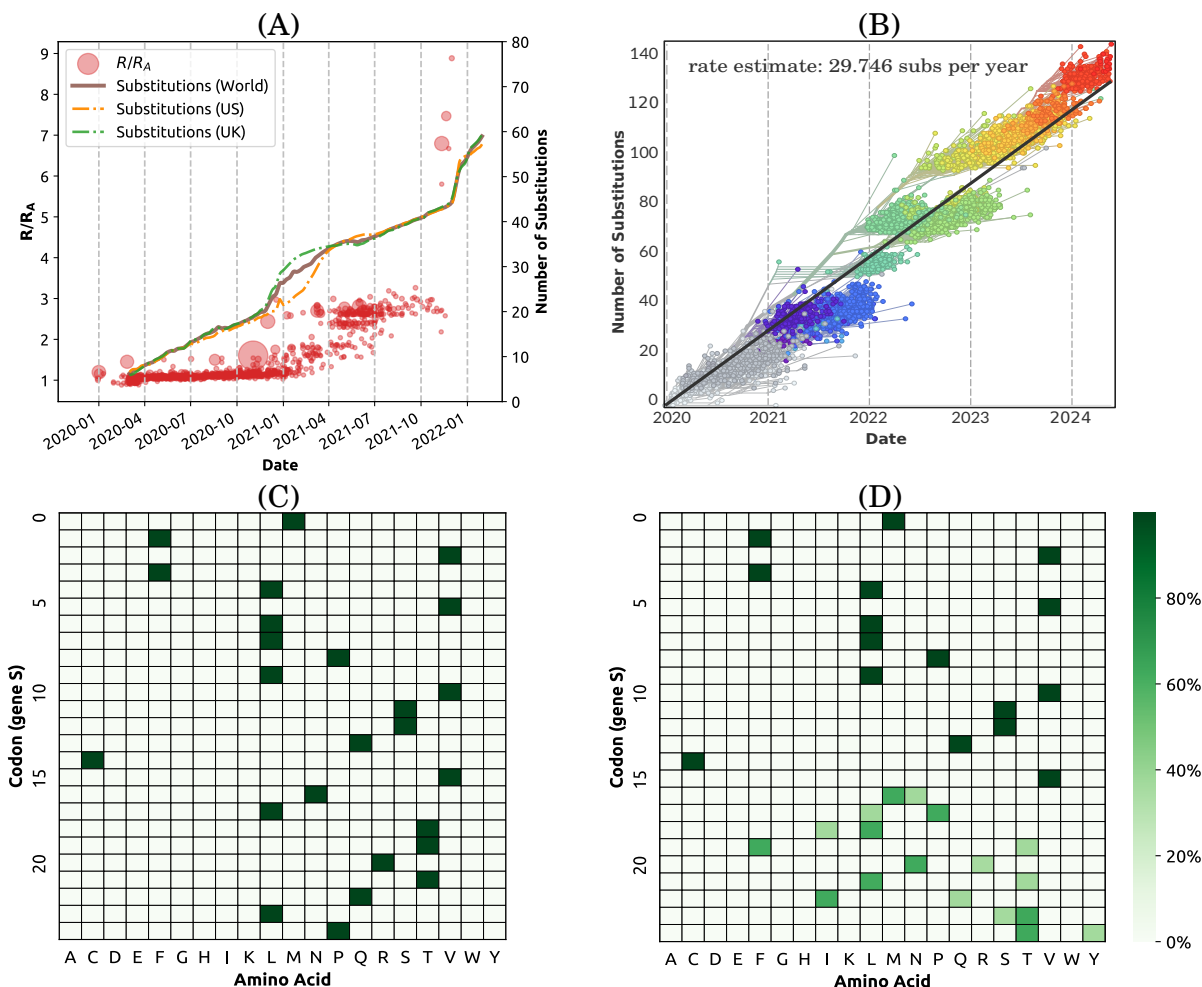 (A)
9
8
7
6
5
4
3
2
1
R/R_A
R/R_A
Substitutions (World)
Substitutions (US)
Substitutions (UK)
80
70
60
50
40
30
20
10
0
Number of Substitutions
2020-01
2020-04
2020-07
2020-10
2021-01
2021-04
2021-07
2021-10
2022-01
Date
(B)
rate estimate: 29.746 subs per year
140
120
100
80
60
40
20
0
Number of Substitutions
2020
2021
2022
2023
2024
Date
(C)
0
5
10
15
20
Codon (gene S)
A C D E F G H I K L M N P Q R S T V W Y
Amino Acid
(D)
0
5
10
15
20
Codon (gene S)
A C D E F G H I K L M N P Q R S T V W Y
Amino Acid
80%
60%
40%
20%
0%